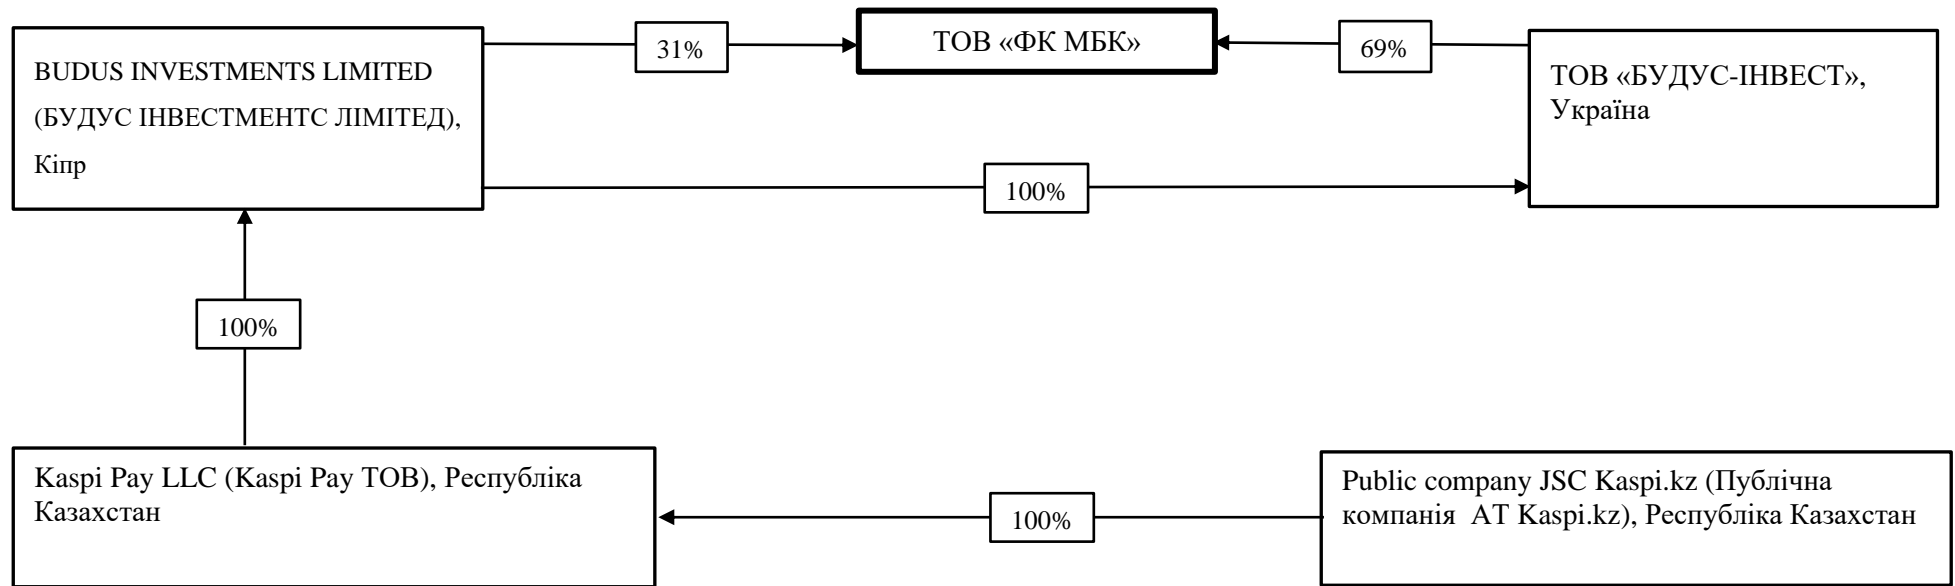 31%
ТОВ «ФК МБК»
69%
BUDUS INVESTMENTS LIMITED
(БУДУС ІНВЕСТМЕНТС ЛІМІТЕД),
Кіпр
ТОВ «БУДУС-ІНВЕСТ»,
Україна
100%
100%
Kaspi Pay LLC (Kaspi Pay ТОВ), Республіка
Казахстан
100%
Public company JSC Kaspi.kz (Публічна
компанія АТ Kaspi.kz), Республіка Казахстан